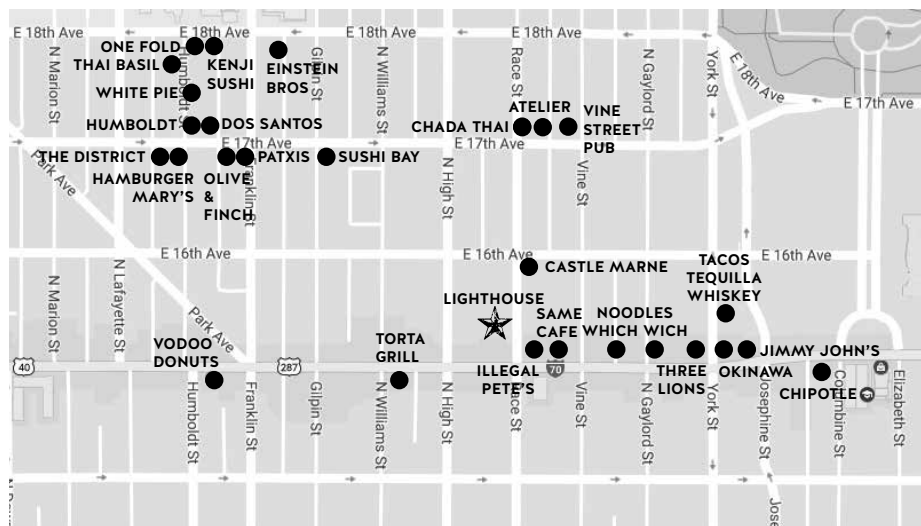 E 18th Ave
E 18th Ave
E 18th Ave
ONE FOLD
THAI BASIL
KENJI
SUSHI
EINSTEIN
BROS
WHITE PIE
N Marion St
Humboldt St
Gilpin St
N Williams St
Race St
N Gaylord St
York St
E 18th Ave
E 17th Ave
HUMBOLDT
DOS SANTOS
ATELIER
CHADA THAI
VINE
STREET
PUB
E 17th Ave
E 17th Ave
THE DISTRICT
HAMBURGER
MARY'S
OLIVE
&
FINCH
PATXIS
SUSHI BAY
Park Ave
Franklin St
N High St
Vine St
E 16th Ave
E 16th Ave
E 16th Ave
CASTLE MARNE
TACOS
TEQUILLA
WHISKEY
LIGHTHOUSE
SAME
CAFE
NOODLES
WHICH WICH
N Marion St
N Lafayette St
Park Ave
VODOO
DONUTS
TORTA
GRILL
ILLEGAL
PETE'S
THREE
LIONS
OKINAWA
JIMMY JOHN'S
CHIPOTLE
40
287
70
Humboldt St
Franklin St
Gilpin St
N Williams St
N High St
Race St
Vine St
N Gaylord St
York St
Josephine St
Columbine St
Elizabeth St